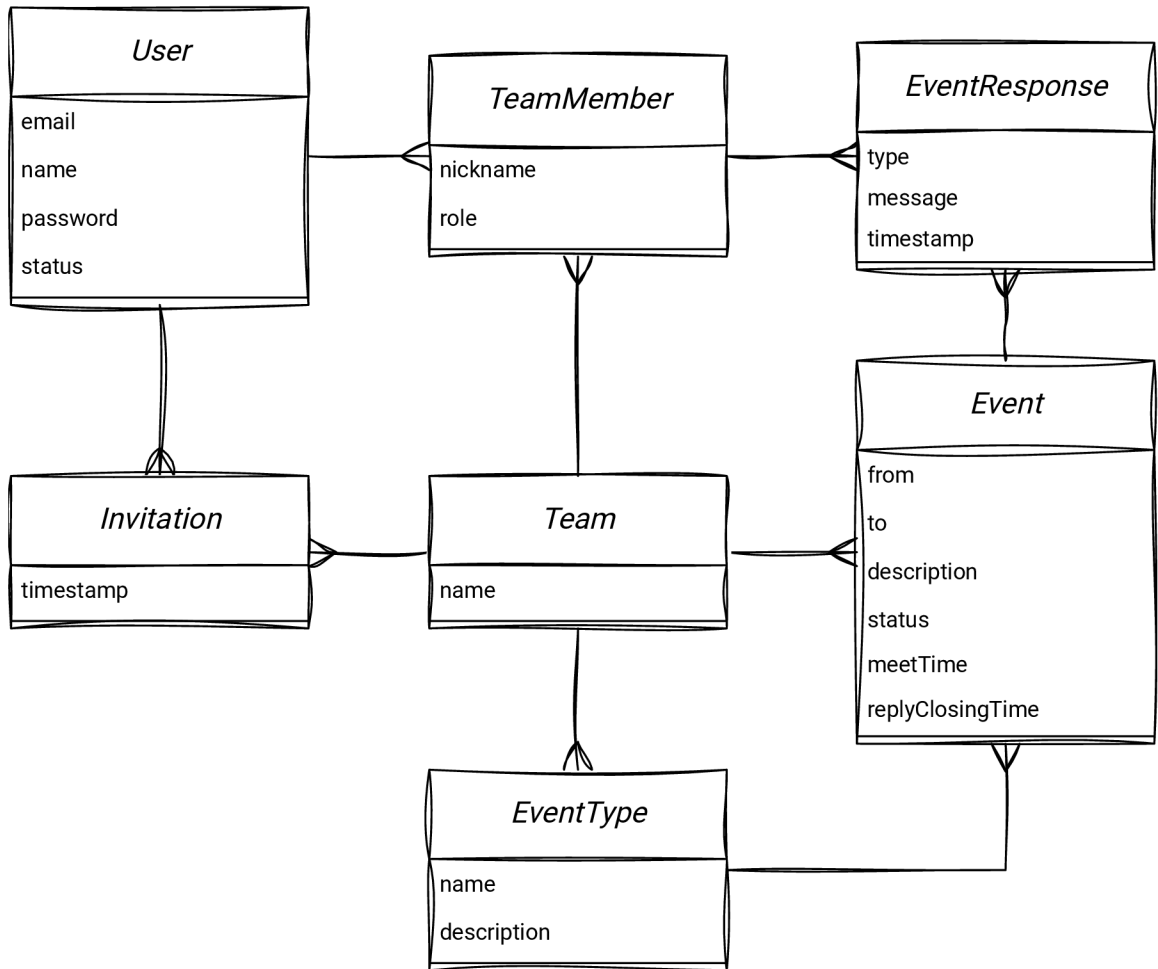 User
email
name
password
status
TeamMember
nickname
role
EventResponse
type
message
timestamp
Invitation
timestamp
Team
name
Event
from
to
description
status
meetTime
replyClosingTime
EventType
name
description